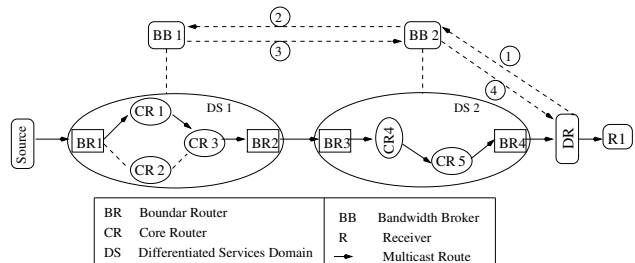 2
BB 1
3
BB 2
1
4
DS 1
DS 2
Source
BR1
CR 1
CR 2
CR 3
BR2
BR3
CR4
CR 5
BR4
DR
R1
BR Boundar Router
CR Core Router
DS Differentiated Services Domain
BB Bandwidth Broker
R Receiver
Multicast Route